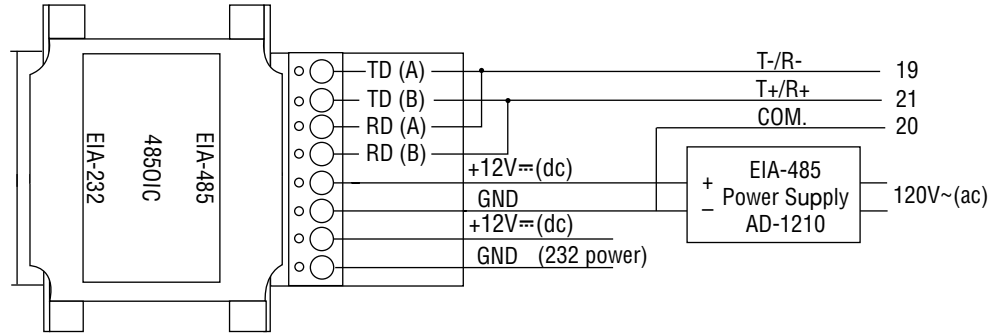 EIA-232
485OIC
EIA-485
TD (A)
TD (B)
RD (A)
RD (B)
+12V⎓(dc)
GND
+12V⎓(dc)
GND (232 power)
T-/R- 19
T+/R+ 21
COM. 20
+
–
EIA-485
Power Supply
AD-1210
120V~(ac)